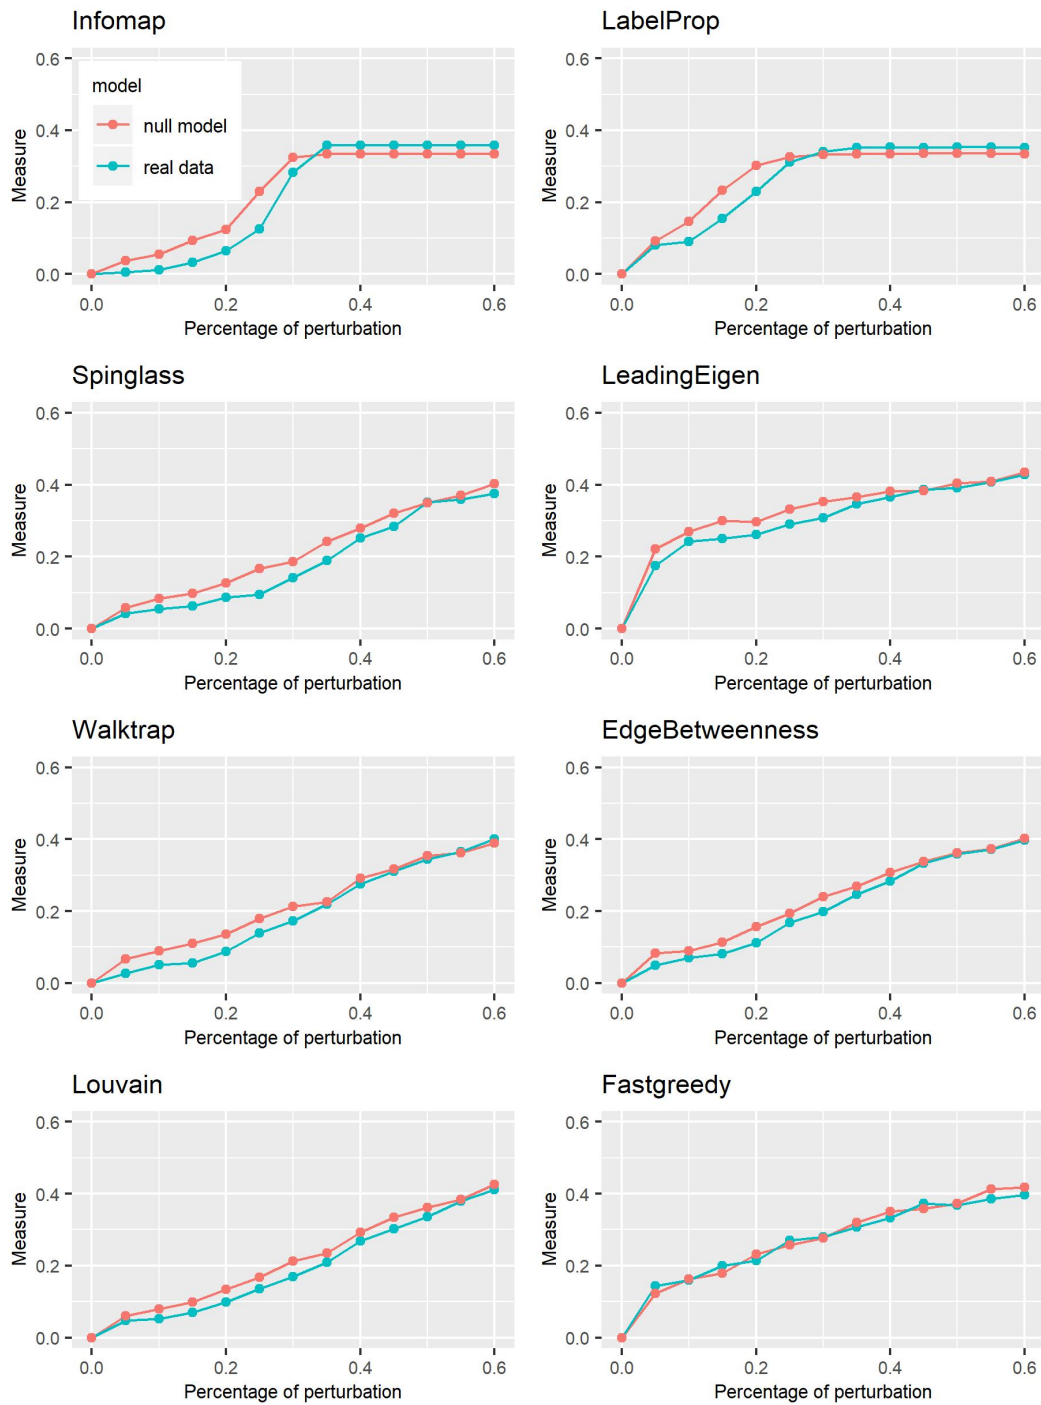 Infomap
0.6
0.4
0.2
0.0
Measure
model
null model
real data
0.0 0.2 0.4 0.6
Percentage of perturbation
LabelProp
0.6
0.4
0.2
0.0
Measure
0.0 0.2 0.4 0.6
Percentage of perturbation
Spinglass
0.6
0.4
0.2
0.0
Measure
0.0 0.2 0.4 0.6
Percentage of perturbation
LeadingEigen
0.6
0.4
0.2
0.0
Measure
0.0 0.2 0.4 0.6
Percentage of perturbation
Walktrap
0.6
0.4
0.2
0.0
Measure
0.0 0.2 0.4 0.6
Percentage of perturbation
EdgeBetweenness
0.6
0.4
0.2
0.0
Measure
0.0 0.2 0.4 0.6
Percentage of perturbation
Louvain
0.6
0.4
0.2
0.0
Measure
0.0 0.2 0.4 0.6
Percentage of perturbation
Fastgreedy
0.6
0.4
0.2
0.0
Measure
0.0 0.2 0.4 0.6
Percentage of perturbation